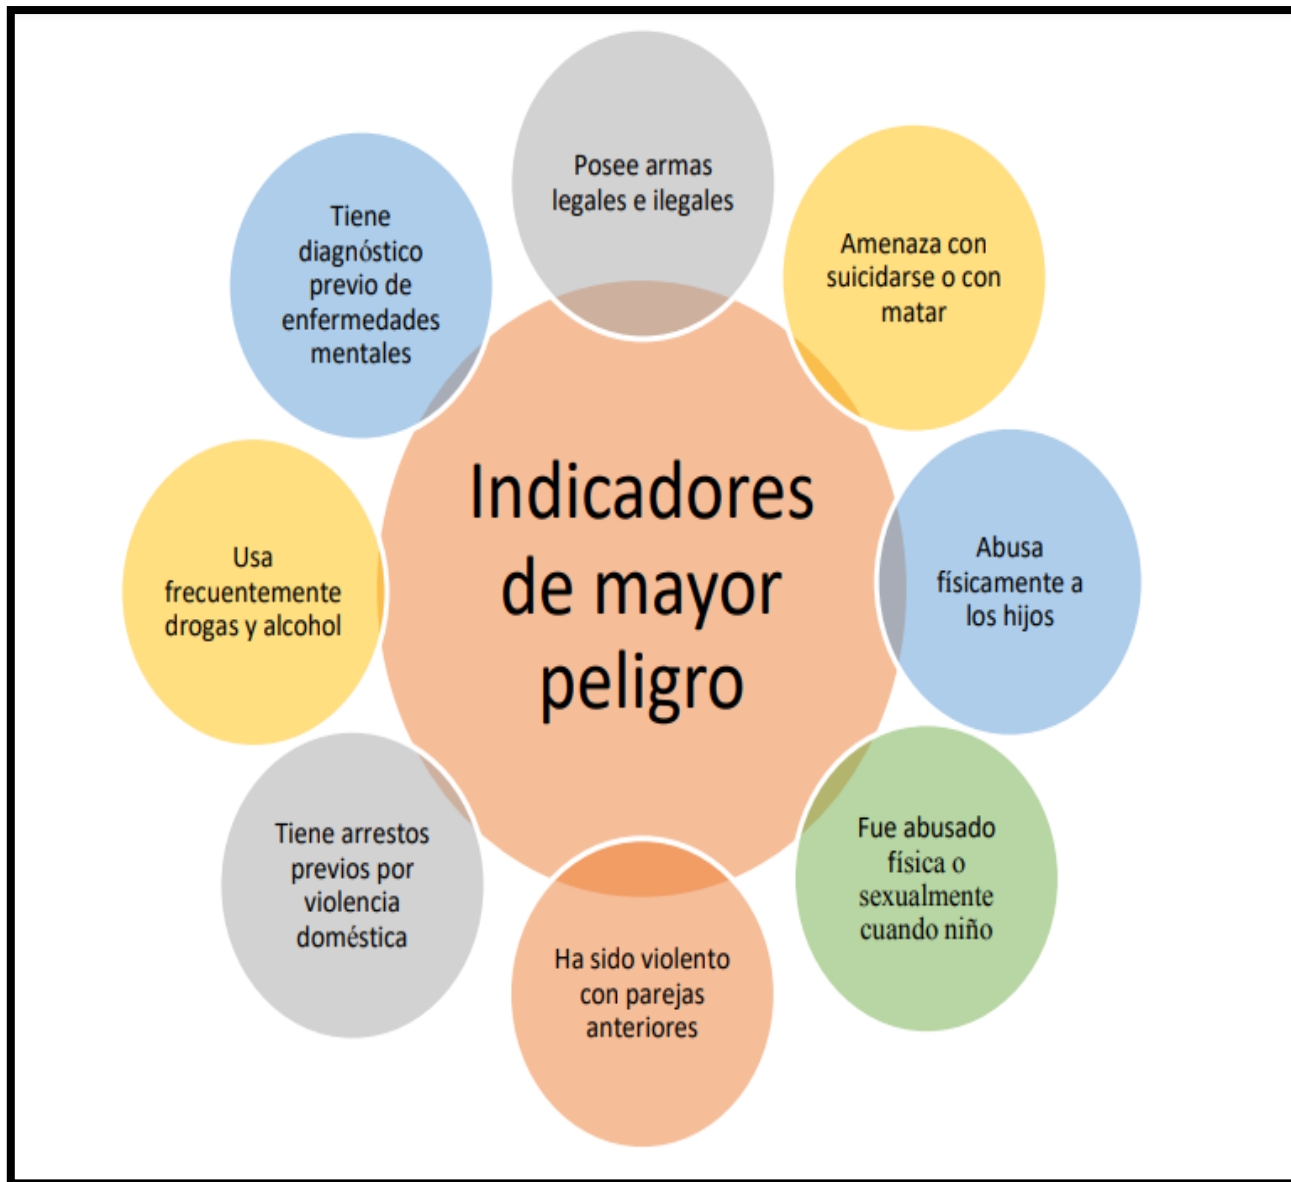 Indicadores
de mayor
peligro
Posee armas
legales e ilegales
Amenaza con
suicidarse o con
matar
Abusa
físicamente a
los hijos
Fue abusado
física o
sexualmente
cuando niño
Ha sido violento
con parejas
anteriores
Tiene arrestos
previos por
violencia
doméstica
Usa
frecuentemente
drogas y alcohol
Tiene
diagnóstico
previo de
enfermedades
mentales